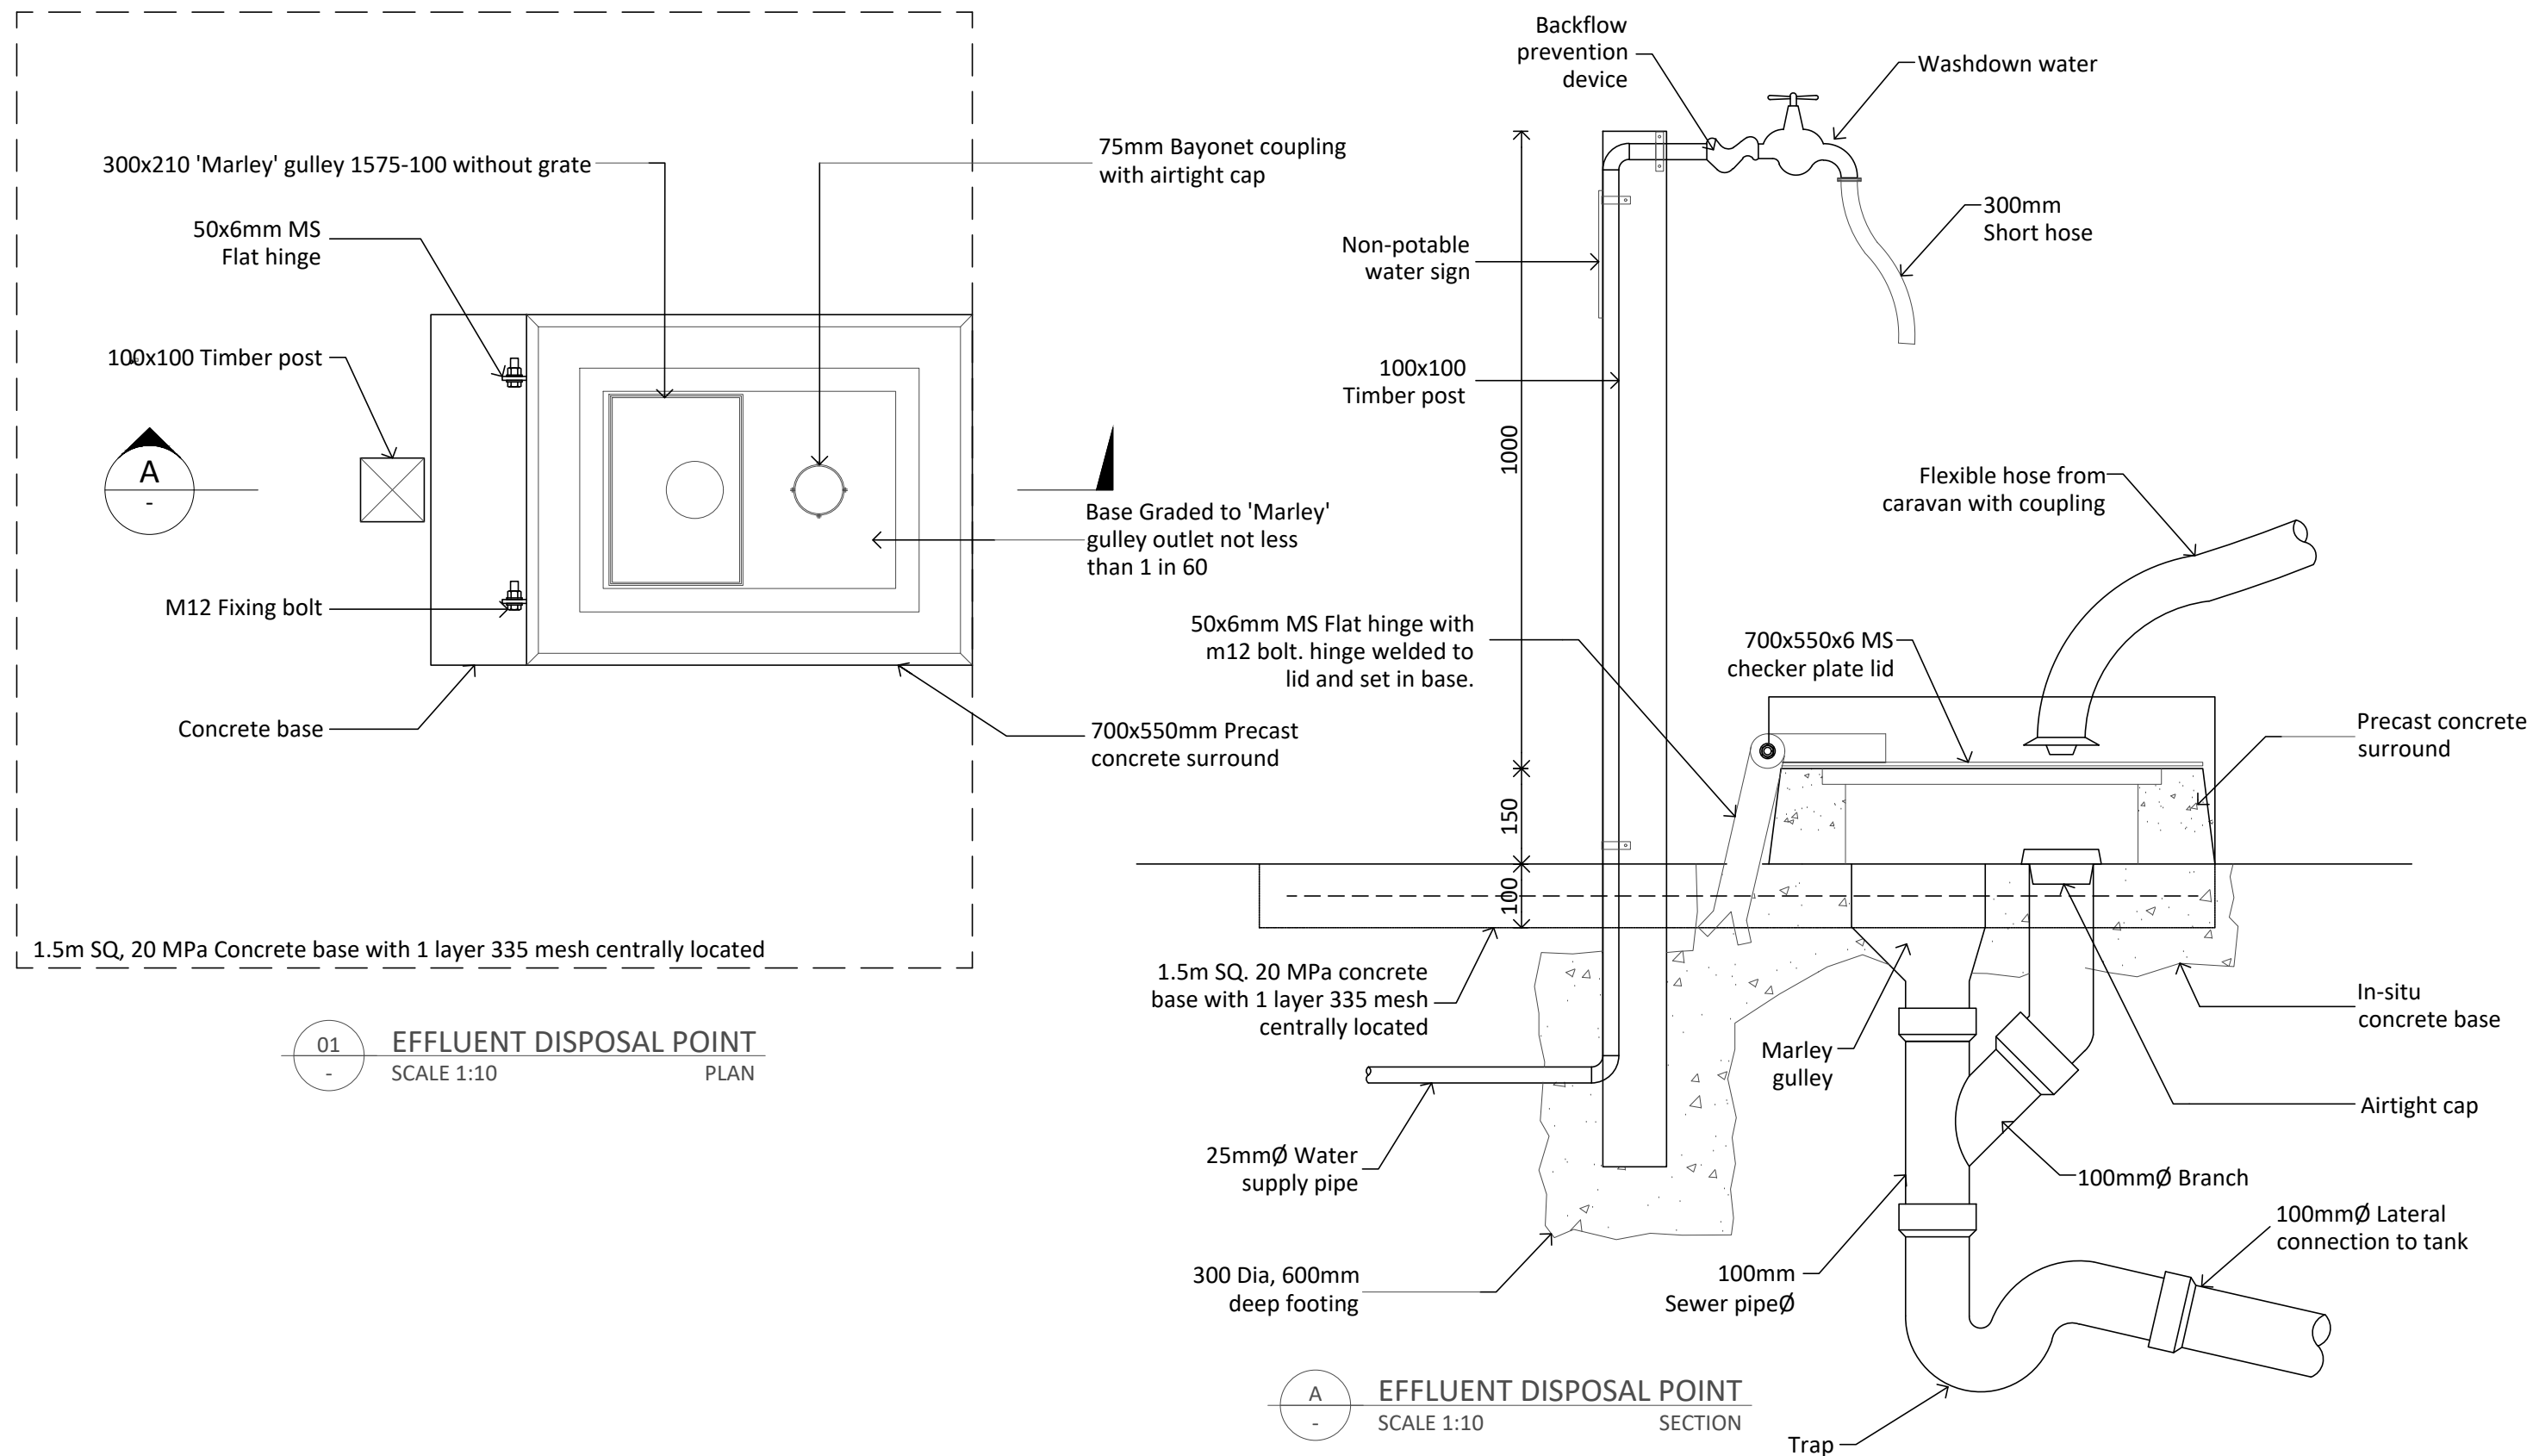 300x210 'Marley' gulley 1575-100 without grate
50x6mm MS
Flat hinge
100x100 Timber post
A
-
M12 Fixing bolt
Concrete base
75mm Bayonet coupling
with airtight cap
Base Graded to 'Marley'
gulley outlet not less
than 1 in 60
700x550mm Precast
concrete surround
1.5m SQ, 20 MPa Concrete base with 1 layer 335 mesh centrally located
01
-
EFFLUENT DISPOSAL POINT
SCALE 1:10 PLAN
Backflow
prevention
device
Washdown water
300mm
Short hose
Non-potable
water sign
100x100
Timber post
1000
150
100
Flexible hose from
caravan with coupling
50x6mm MS Flat hinge with
m12 bolt. hinge welded to
lid and set in base.
700x550x6 MS
checker plate lid
Precast concrete
surround
1.5m SQ. 20 MPa concrete
base with 1 layer 335 mesh
centrally located
In-situ
concrete base
Marley
gulley
Airtight cap
25mmØ Water
supply pipe
100mmØ Branch
100mmØ Lateral
connection to tank
300 Dia, 600mm
deep footing
100mm
Sewer pipeØ
Trap
A
-
EFFLUENT DISPOSAL POINT
SCALE 1:10 SECTION